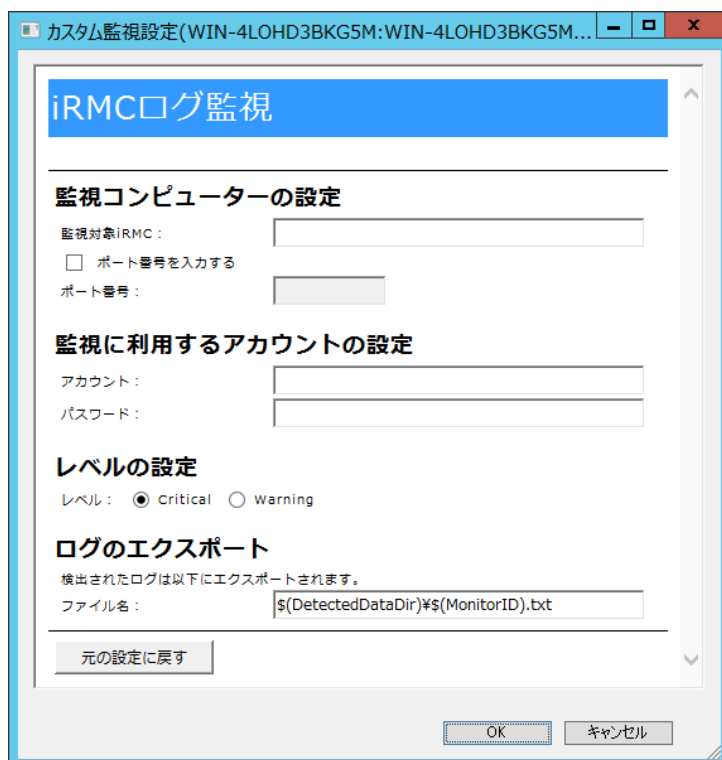 カスタム監視設定(WIN-4LOHD3BKG5M:WIN-4LOHD3BKG5M...
iRMCログ監視
監視コンピューターの設定
監視対象iRMC：
ポート番号を入力する
ポート番号：
監視に利用するアカウントの設定
アカウント：
パスワード：
レベルの設定
レベル： Critical Warning
ログのエクスポート
検出されたログは以下にエクスポートされます。
ファイル名： $(DetectedDataDir)¥$(MonitorID).txt
元の設定に戻す
OK キャンセル